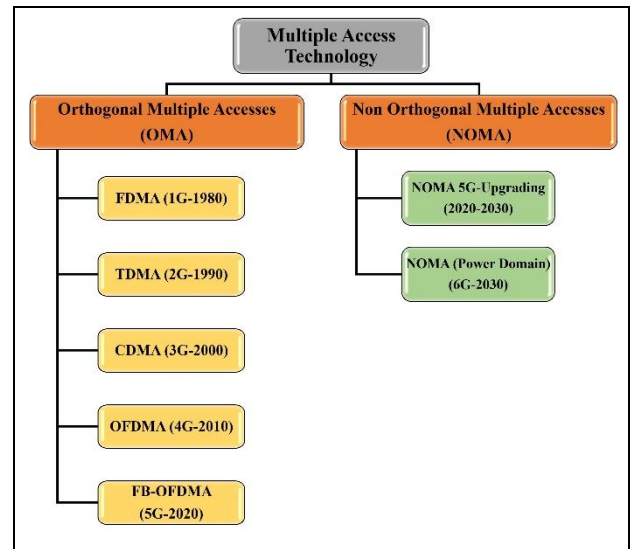 Multiple Access
Technology
Orthogonal Multiple Accesses
(OMA)
Non Orthogonal Multiple Accesses
(NOMA)
FDMA (1G-1980)
TDMA (2G-1990)
CDMA (3G-2000)
OFDMA (4G-2010)
FB-OFDMA
(5G-2020)
NOMA 5G-Upgrading
(2020-2030)
NOMA (Power Domain)
(6G-2030)